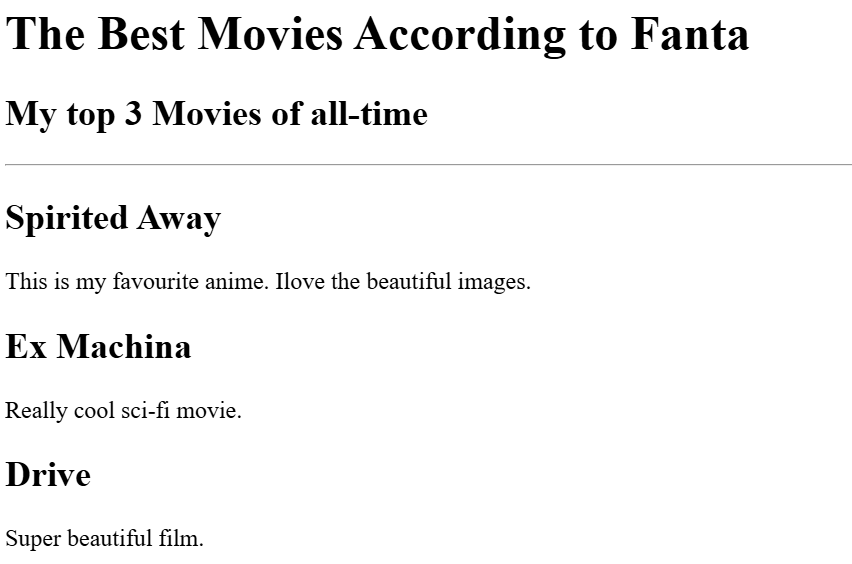 The Best Movies According to Fanta
My top 3 Movies of all-time
Spirited Away
This is my favourite anime. Ilove the beautiful images.
Ex Machina
Really cool sci-fi movie.
Drive
Super beautiful film.